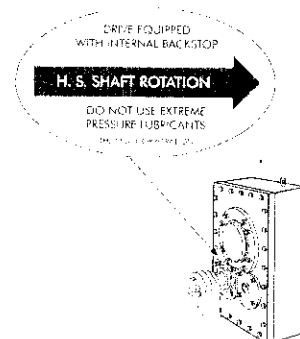 DRIVE EQUIPPED
WITH INTERNAL BACKSTOP
H. S. SHAFT ROTATION
DO NOT USE EXTREME
PRESSURE LUBRICANTS